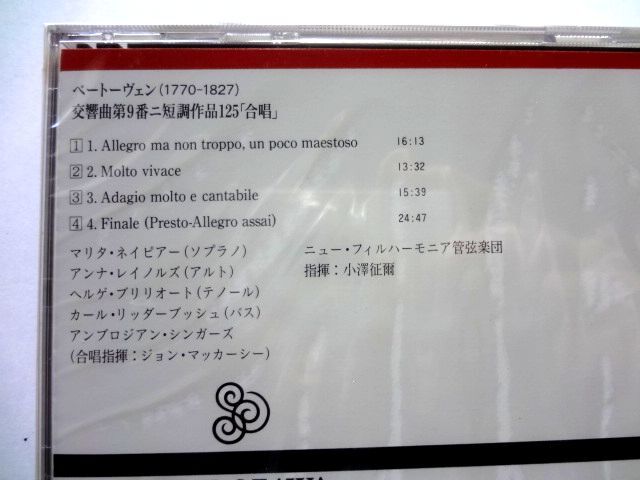 ベートーヴェン(1770-1827)
交響曲第9番ニ短調作品125「合唱」
1 1. Allegro ma non troppo, un poco maestoso 16:13
2 2. Molto vivace 13:32
3 3. Adagio molto e cantabile 15:39
4 4. Finale (Presto-Allegro assai) 24:47
マリタ・ネイピアー(ソプラノ) ニュー・フィルハーモニア管弦楽団
アンナ・レイノルズ(アルト) 指揮:小澤征爾
ヘルゲ・ブリリオート(テノール)
カール・リッダーブッシュ(バス)
アンブロジアン・シンガーズ
(合唱指揮:ジョン・マッカーシー)